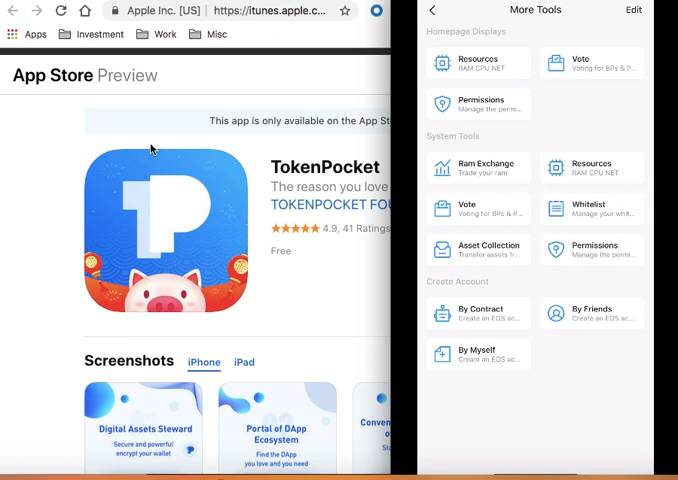 Apple Inc. [US]
https://itunes.apple.c...
Apps
Investment
Work
Misc
App Store Preview
This app is only available on the App St
TokenPocket
The reason you love
TOKENPOCKET FOU
4.9, 41 Ratings
Free
Screenshots
iPhone
iPad
Digital Assets Steward
Secure and powerful
encrypt your wallet
Portal of DApp
Ecosystem
Find the DApp
you love and you need
More Tools
Edit
Homepage Displays
Resources
RAM CPU NET
Vote
Voting for BPs & P...
Permissions
Manage the permi...
System Tools
Ram Exchange
Trade your ram
Resources
RAM CPU NET
Vote
Voting for BPs & P...
Whitelist
Manage your whit...
Asset Collection
Transfer assets fr...
Permissions
Manage the permi...
Create Account
By Contract
Create an EOS ac...
By Friends
Create an EOS ac...
By Myself
Create an EOS ac...